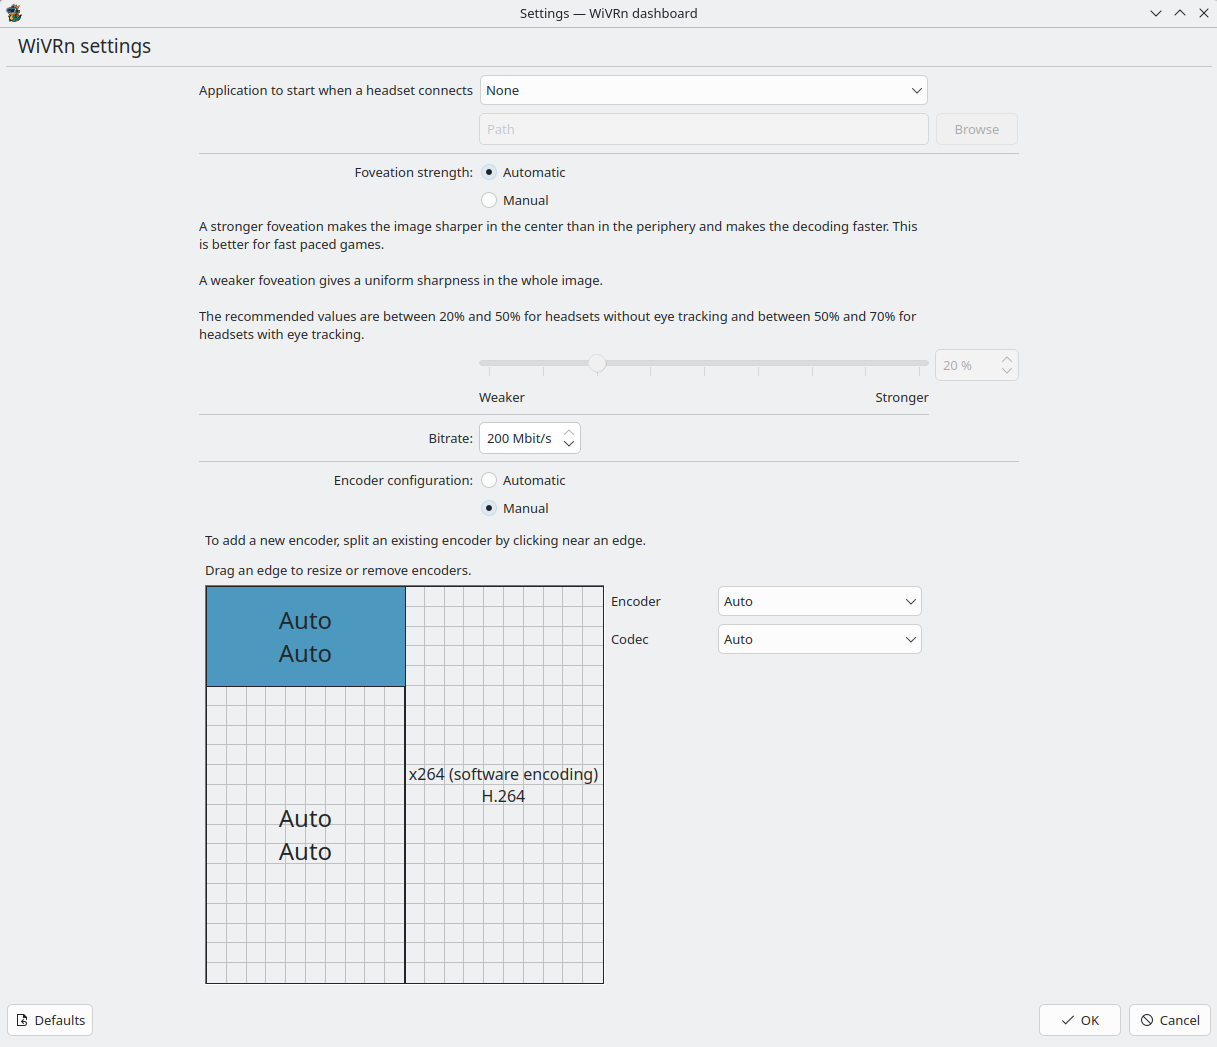 Settings — WiVRn dashboard
WiVRn settings
Application to start when a headset connects
None
Path
Browse
Foveation strength:
Automatic
Manual
A stronger foveation makes the image sharper in the center than in the periphery and makes the decoding faster. This
is better for fast paced games.
A weaker foveation gives a uniform sharpness in the whole image.
The recommended values are between 20% and 50% for headsets without eye tracking and between 50% and 70% for
headsets with eye tracking.
20 %
Weaker
Stronger
Bitrate:
200 Mbit/s
Encoder configuration:
Automatic
Manual
To add a new encoder, split an existing encoder by clicking near an edge.
Drag an edge to resize or remove encoders.
Auto
Auto
Encoder
Auto
Codec
Auto
x264 (software encoding)
H.264
Auto
Auto
Defaults
OK
Cancel